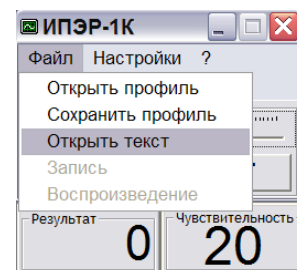 ИПЭР-1К
Файл Настройки ?
Открыть профиль
Сохранить профиль
Открыть текст
Запись
Воспроизведение
Результат Чувствительность
0 20